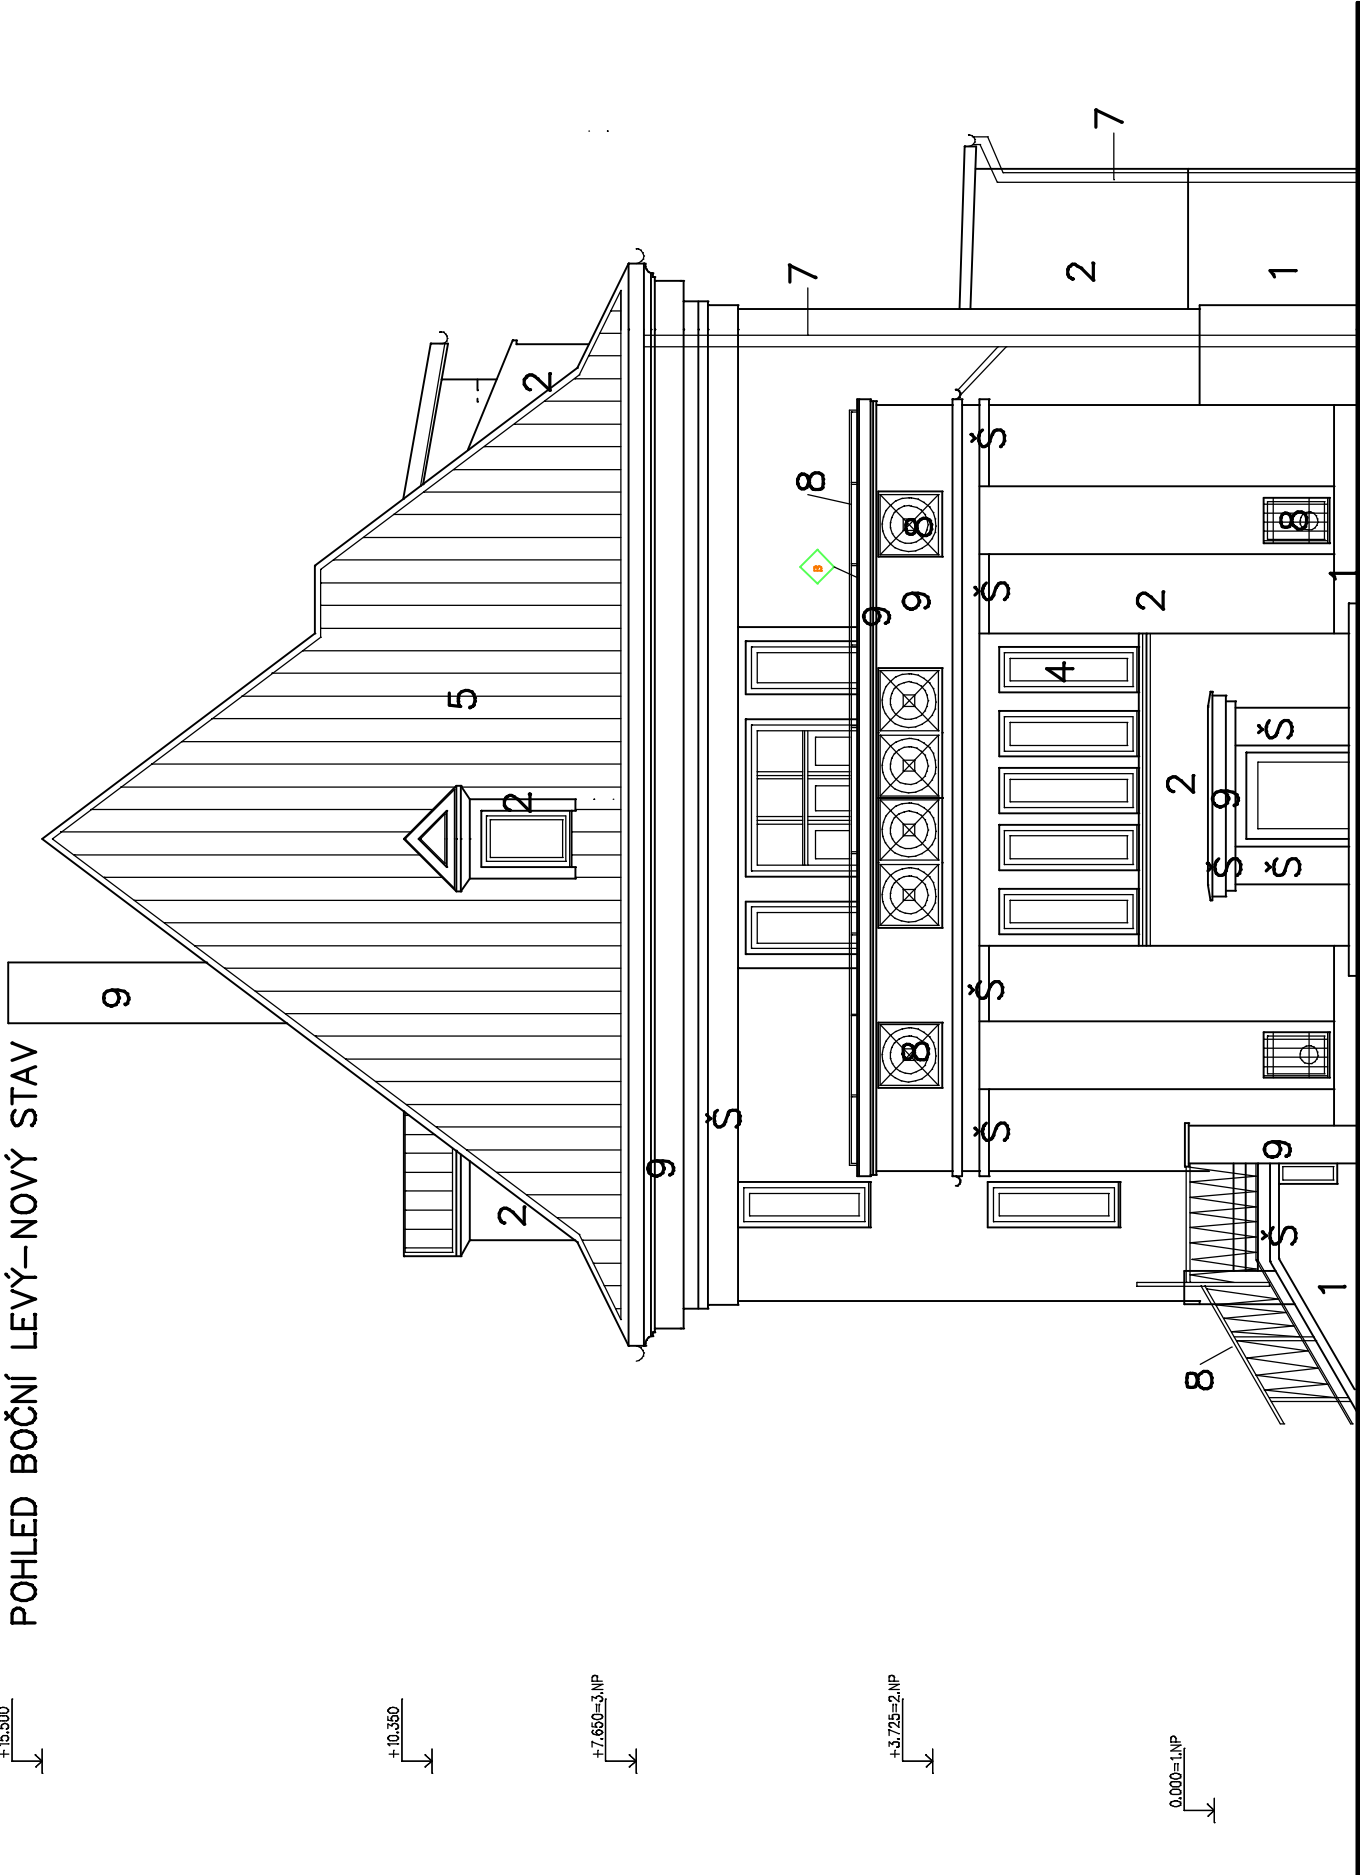 POHLED BOČNÍ LEVÝ-NOVÝ STAV
+15.500
+10.350
+7.650=3.NP
+3.725=2.NP
0.000=1.NP
9
5
2
2
2
9
Š
7
7
2
1
8
B
9
9
8
8
Š
Š
Š
Š
8
2
1
4
2
9
Š
Š
Š
9
Š
1
8